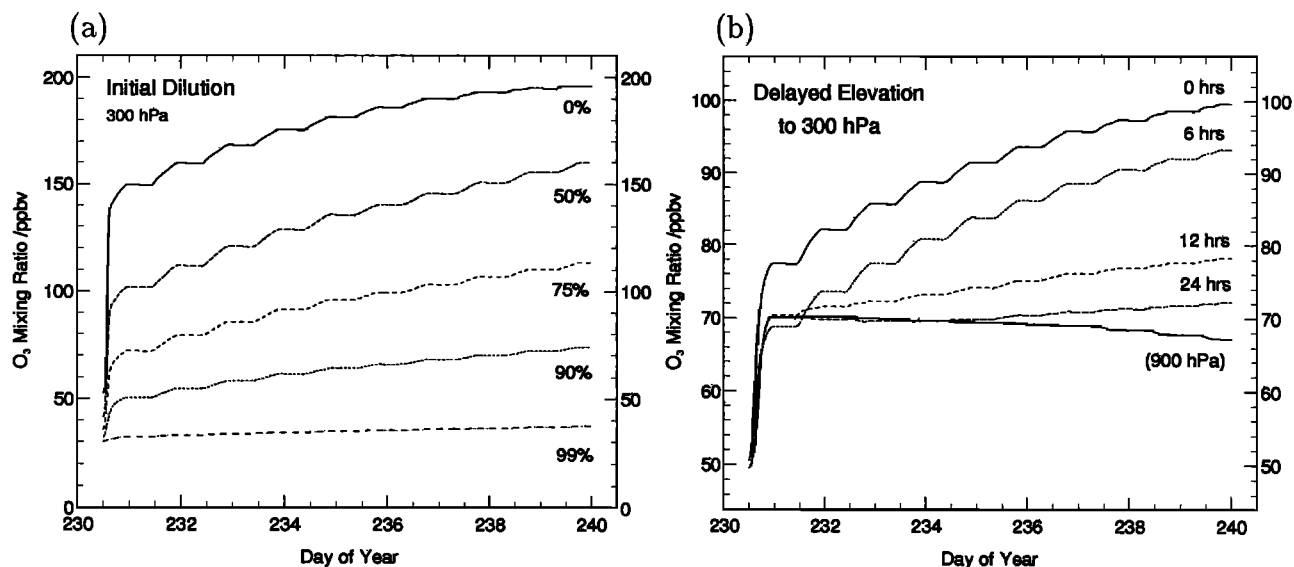 (a)
Initial Dilution
300 hPa
0%
50%
75%
90%
99%
200
150
100
50
0
200
150
100
50
0
230
232
234
236
238
240
O₃ Mixing Ratio /ppbv
Day of Year
(b)
Delayed Elevation
to 300 hPa
0 hrs
6 hrs
12 hrs
24 hrs
(900 hPa)
100
90
80
70
60
50
100
90
80
70
60
50
230
232
234
236
238
240
O₃ Mixing Ratio /ppbv
Day of Year